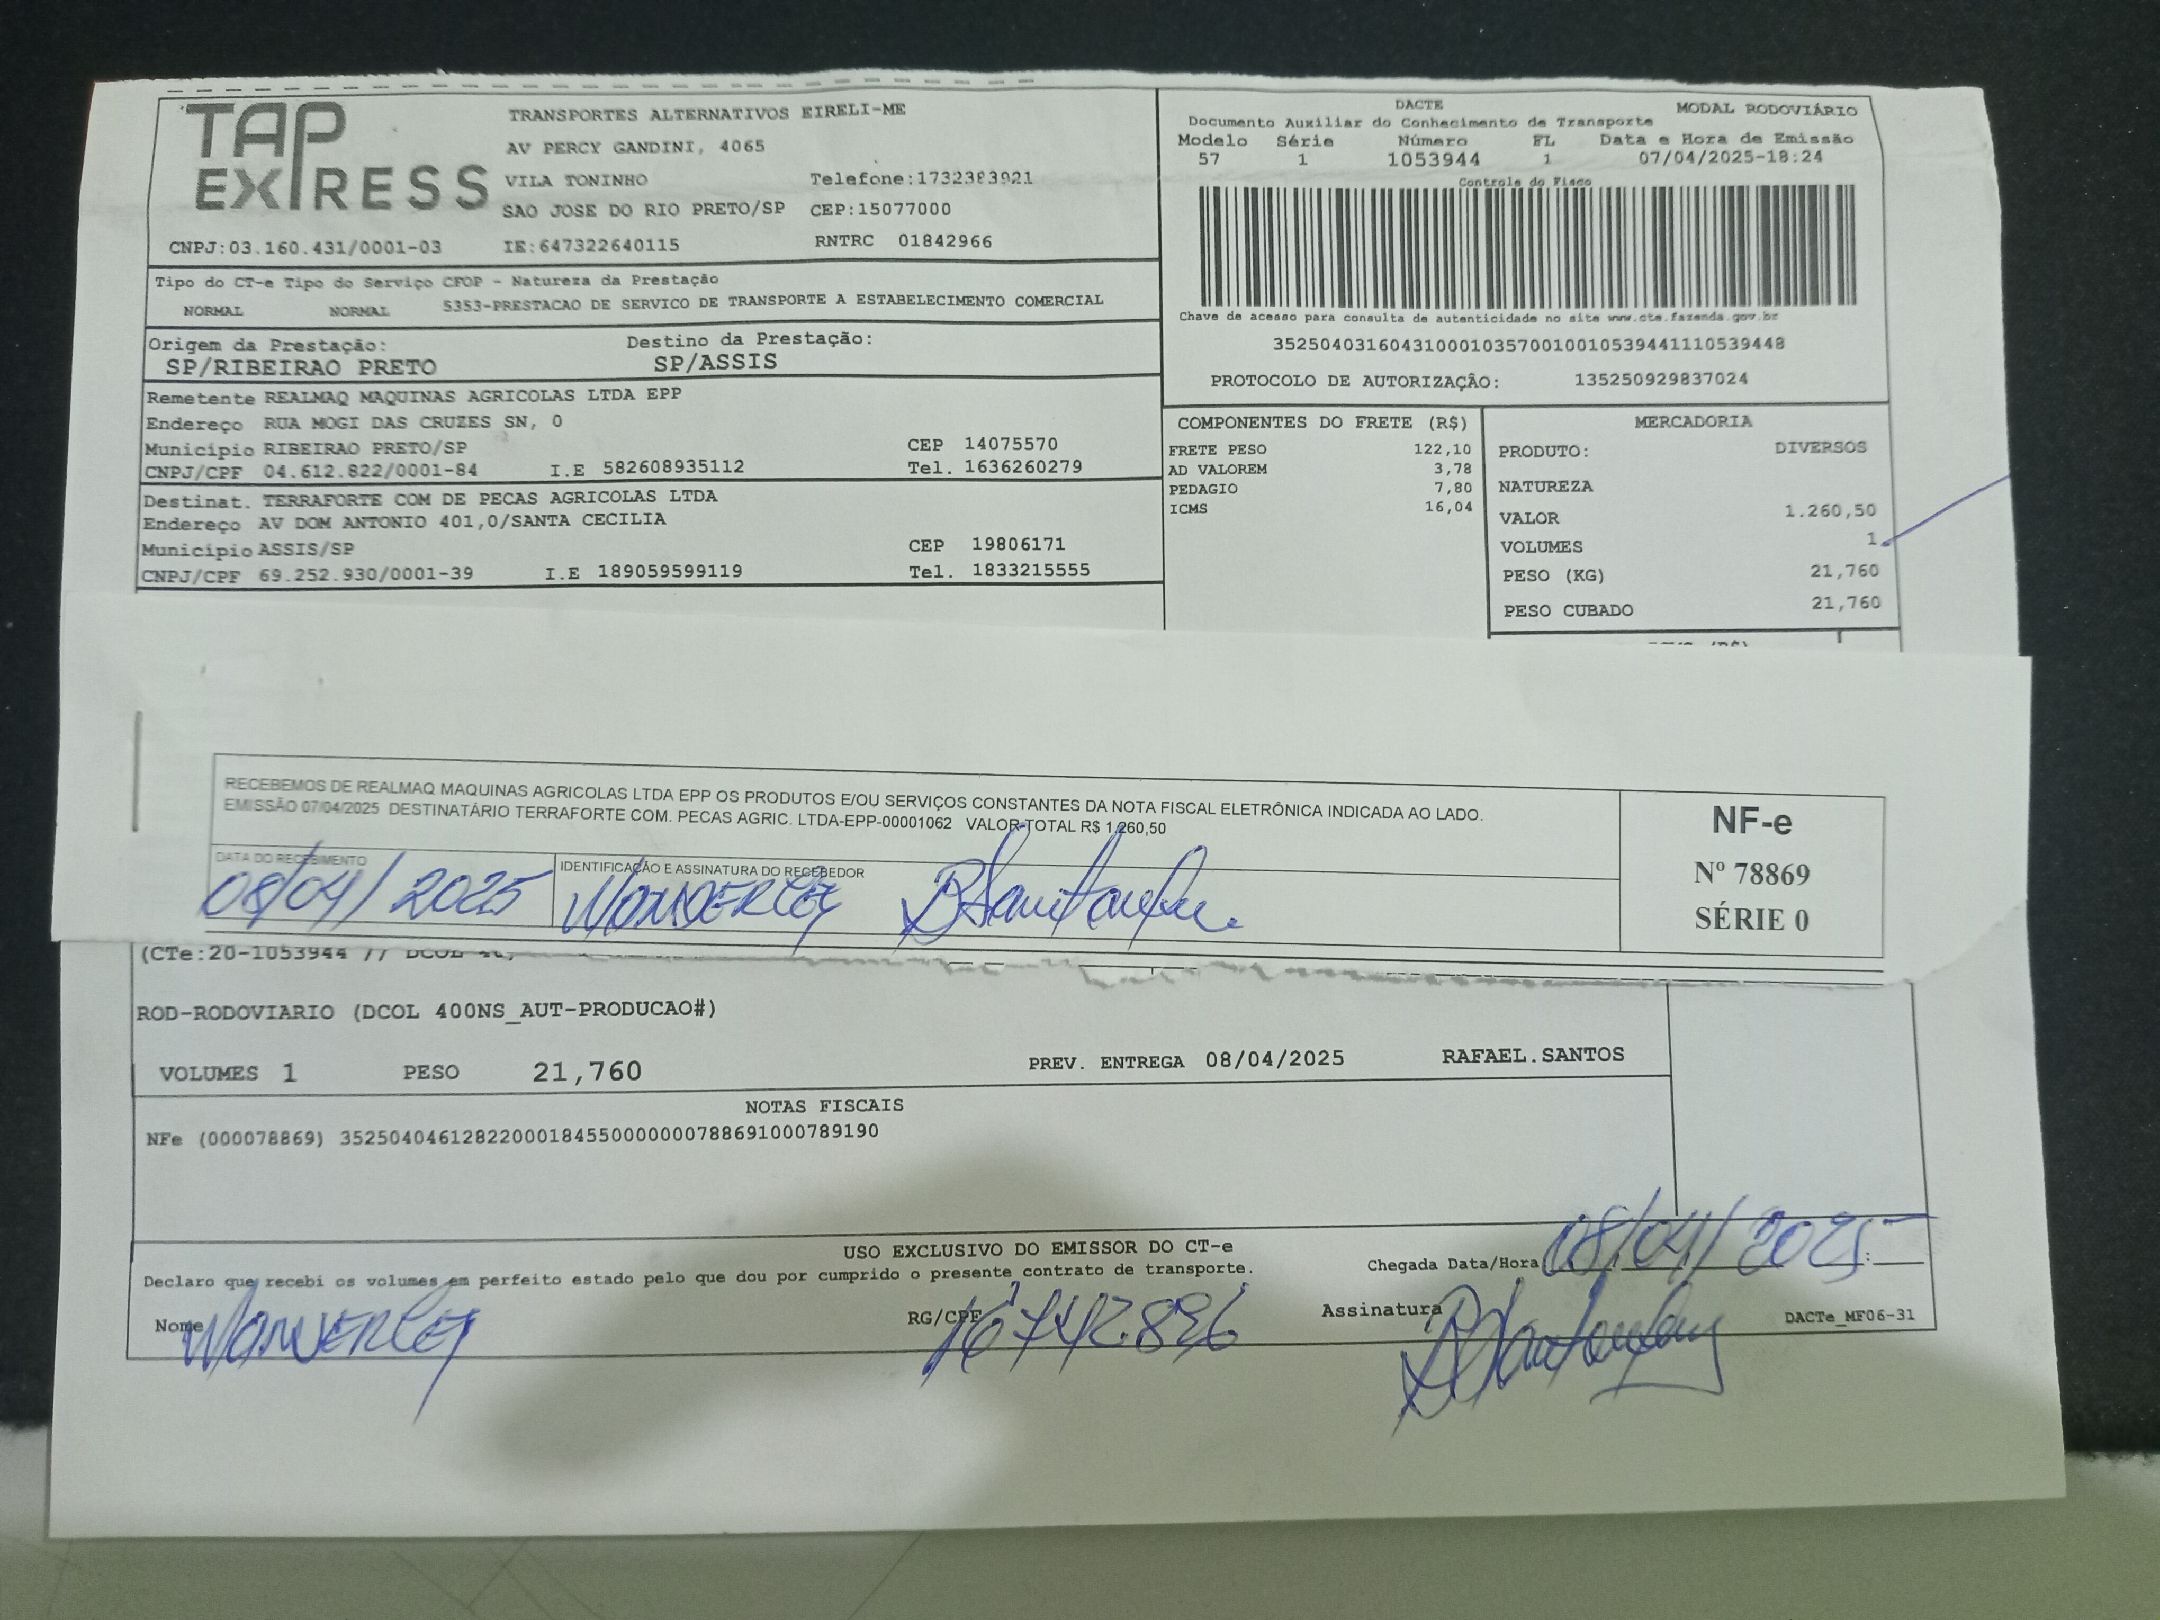 TAP EXPRESS
TRANSPORTES ALTERNATIVOS EIRELI-ME
AV PERCY GANDINI, 4065
VILA TONINHO Telefone:1732383921
SAO JOSE DO RIO PRETO/SP CEP:15077000
CNPJ:03.160.431/0001-03 IE:647322640115 RNTRC 01842966
DACTE MODAL RODOVIÁRIO
Documento Auxiliar do Conhecimento de Transporte
Modelo Série Número FL Data e Hora de Emissão
57 1 1053944 1 07/04/2025-18:24
Controle do Fisco
Chave de acesso para consulta de autenticidade no site www.cte.fazenda.gov.br
35250403160431000103570010010539441110539448
PROTOCOLO DE AUTORIZAÇÃO: 135250929837024
Tipo do CT-e Tipo do Serviço CFOP - Natureza da Prestação
NORMAL NORMAL 5353-PRESTACAO DE SERVICO DE TRANSPORTE A ESTABELECIMENTO COMERCIAL
Origem da Prestação: Destino da Prestação:
SP/RIBEIRAO PRETO SP/ASSIS
Remetente REALMAQ MAQUINAS AGRICOLAS LTDA EPP
Endereço RUA MOGI DAS CRUZES SN, 0
Município RIBEIRAO PRETO/SP CEP 14075570
CNPJ/CPF 04.612.822/0001-84 I.E 582608935112 Tel. 1636260279
Destinat. TERRAFORTE COM DE PECAS AGRICOLAS LTDA
Endereço AV DOM ANTONIO 401,0/SANTA CECILIA
Município ASSIS/SP CEP 19806171
CNPJ/CPF 69.252.930/0001-39 I.E 189059599119 Tel. 1833215555
COMPONENTES DO FRETE (R$)
FRETE PESO 122,10
AD VALOREM 3,78
PEDAGIO 7,80
ICMS 16,04
MERCADORIA
PRODUTO: DIVERSOS
NATUREZA
VALOR 1.260,50
VOLUMES 1
PESO (KG) 21,760
PESO CUBADO 21,760
RECEBEMOS DE REALMAQ MAQUINAS AGRICOLAS LTDA EPP OS PRODUTOS E/OU SERVIÇOS CONSTANTES DA NOTA FISCAL ELETRÔNICA INDICADA AO LADO.
EMISSÃO 07/04/2025 DESTINATÁRIO TERRAFORTE COM. PECAS AGRIC. LTDA-EPP-00001062 VALOR TOTAL R$ 1.260,50
DATA DO RECEBIMENTO IDENTIFICAÇÃO E ASSINATURA DO RECEBEDOR
08/04/2025 WANDERLEY
NF-e
Nº 78869
SÉRIE 0
(CTe:20-1053944 // DCOL
ROD-RODOVIARIO (DCOL 400NS_AUT-PRODUCAO#)
VOLUMES 1 PESO 21,760 PREV. ENTREGA 08/04/2025 RAFAEL.SANTOS
NOTAS FISCAIS
NFe (000078869) 35250404612822000184550000000788691000789190
USO EXCLUSIVO DO EMISSOR DO CT-e
Declaro que recebi os volumes em perfeito estado pelo que dou por cumprido o presente contrato de transporte. Chegada Data/Hora 08/04/2025 :
Nome WANDERLEY RG/CPF 16742.896 Assinatura DACTe_MF06-31